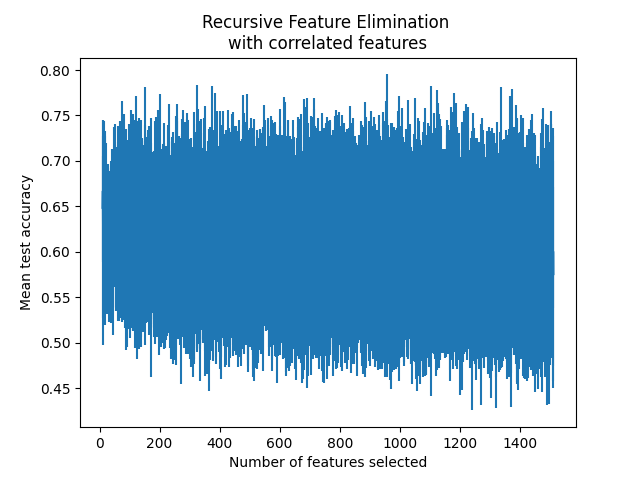 Recursive Feature Elimination
with correlated features
0.80
0.75
0.70
0.65
0.60
0.55
0.50
0.45
Mean test accuracy
0 200 400 600 800 1000 1200 1400
Number of features selected